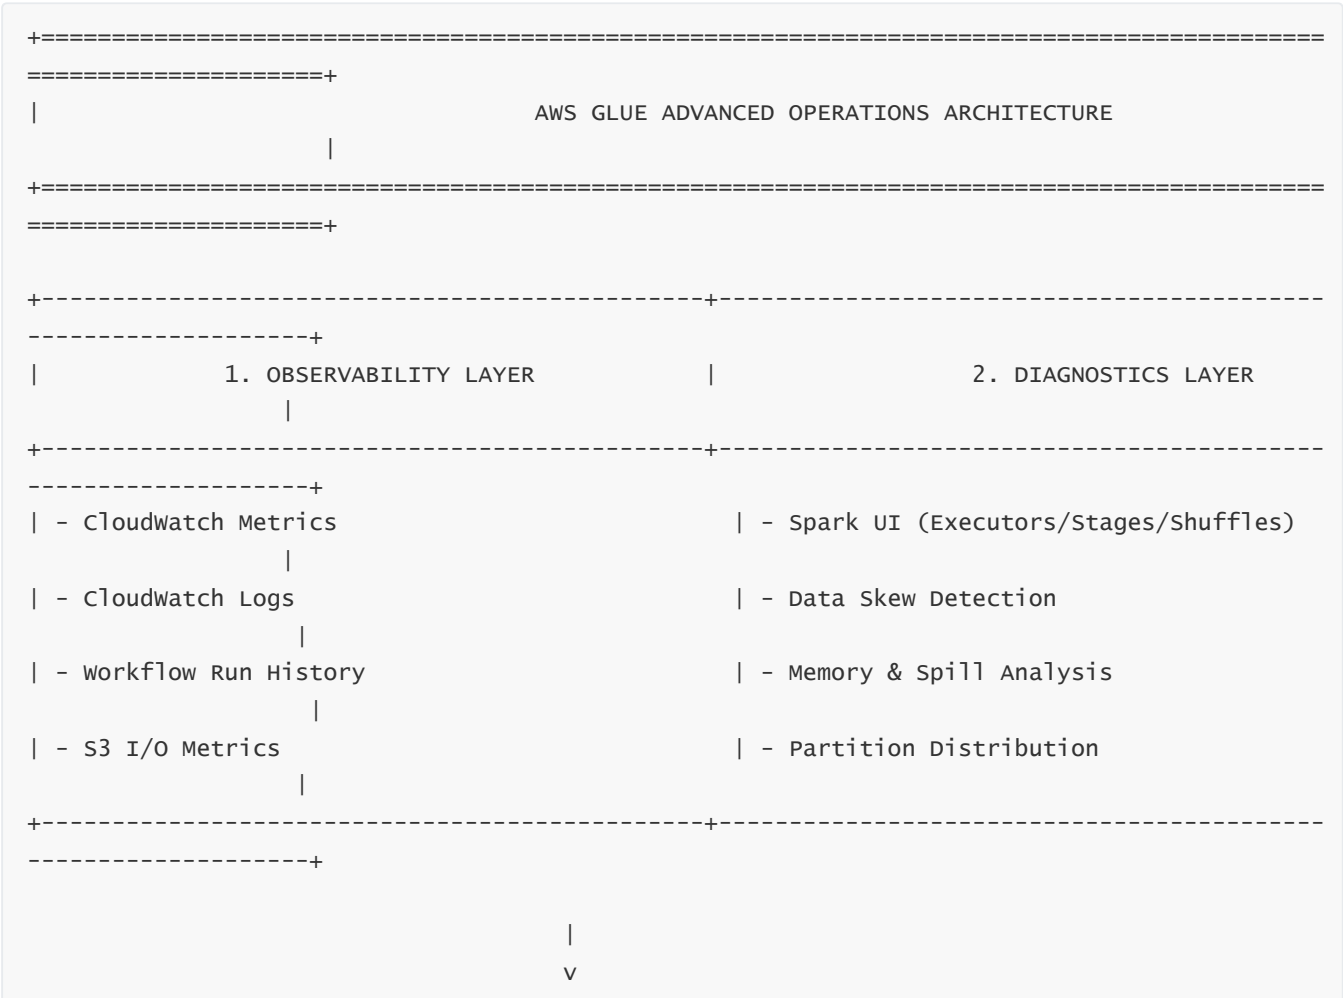 +===========================================================================================
=====================+
|                                   AWS GLUE ADVANCED OPERATIONS ARCHITECTURE
                     |
+===========================================================================================
=====================+
+-----------------------------------------------+-------------------------------------------
--------------------+
|             1. OBSERVABILITY LAYER            |                  2. DIAGNOSTICS LAYER
                  |
+-----------------------------------------------+-------------------------------------------
--------------------+
| - CloudWatch Metrics                            | - Spark UI (Executors/Stages/Shuffles)
                  |
| - CloudWatch Logs                               | - Data Skew Detection
                   |
| - Workflow Run History                          | - Memory & Spill Analysis
                    |
| - S3 I/O Metrics                                | - Partition Distribution
                   |
+-----------------------------------------------+-------------------------------------------
--------------------+
                                      |
                                      v